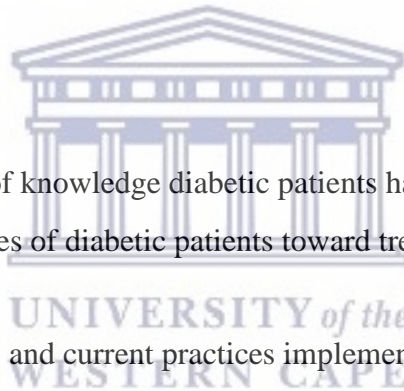 of knowledge diabetic patients ha
es of diabetic patients toward tre
UNIVERSITY of the
and current practices implemen
WESTERN CAPE